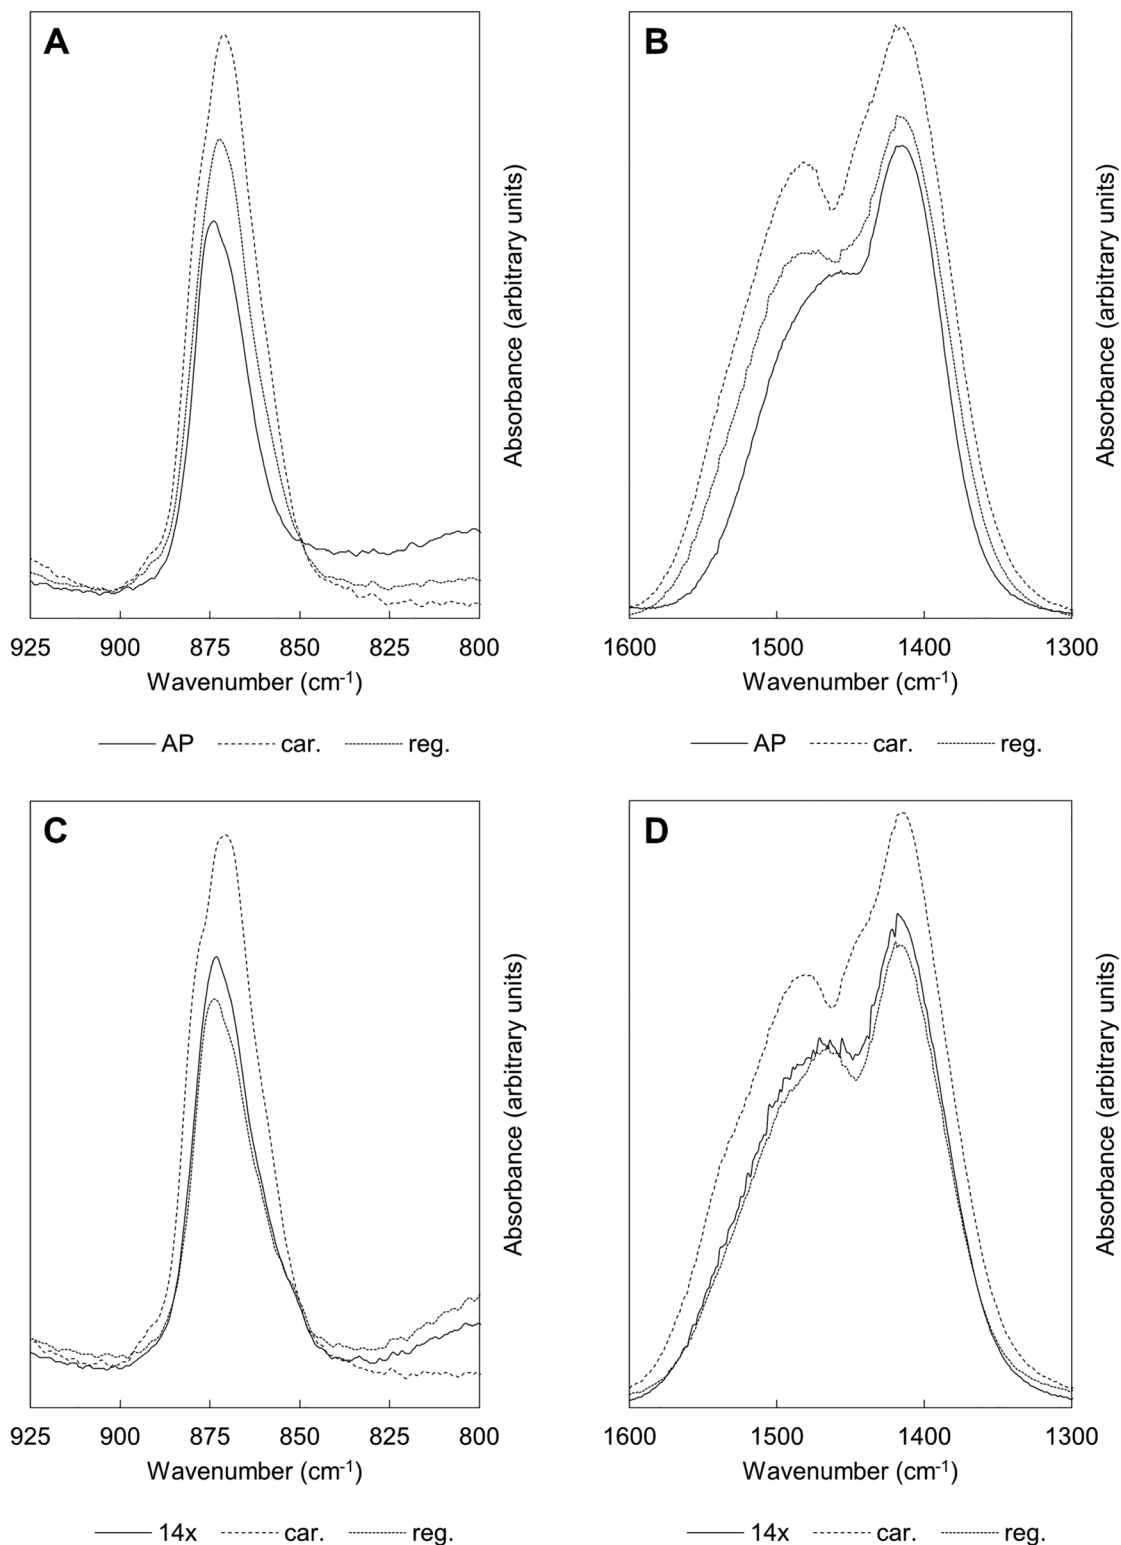 A
B
Absorbance (arbitrary units)
Absorbance (arbitrary units)
925 900 875 850 825 800
1600 1500 1400 1300
Wavenumber (cm-1)
Wavenumber (cm-1)
AP car. reg.
AP car. reg.
C
D
Absorbance (arbitrary units)
Absorbance (arbitrary units)
925 900 875 850 825 800
1600 1500 1400 1300
Wavenumber (cm-1)
Wavenumber (cm-1)
14x car. reg.
14x car. reg.